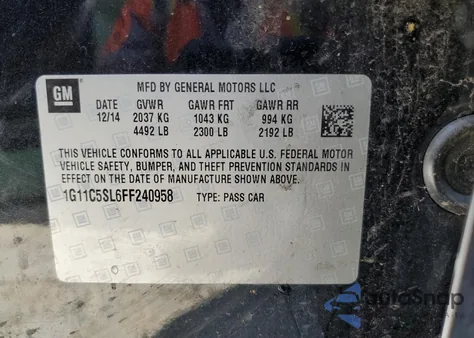 GM
MFD BY GENERAL MOTORS LLC
12/14 GVWR GAWR FRT GAWR RR
2037 KG 1043 KG 994 KG
4492 LB 2300 LB 2192 LB
THIS VEHICLE CONFORMS TO ALL APPLICABLE U.S. FEDERAL MOTOR
VEHICLE SAFETY, BUMPER, AND THEFT PREVENTION STANDARDS
IN EFFECT ON THE DATE OF MANUFACTURE SHOWN ABOVE.
1G11C5SL6FF240958 TYPE: PASS CAR
AutoSnap